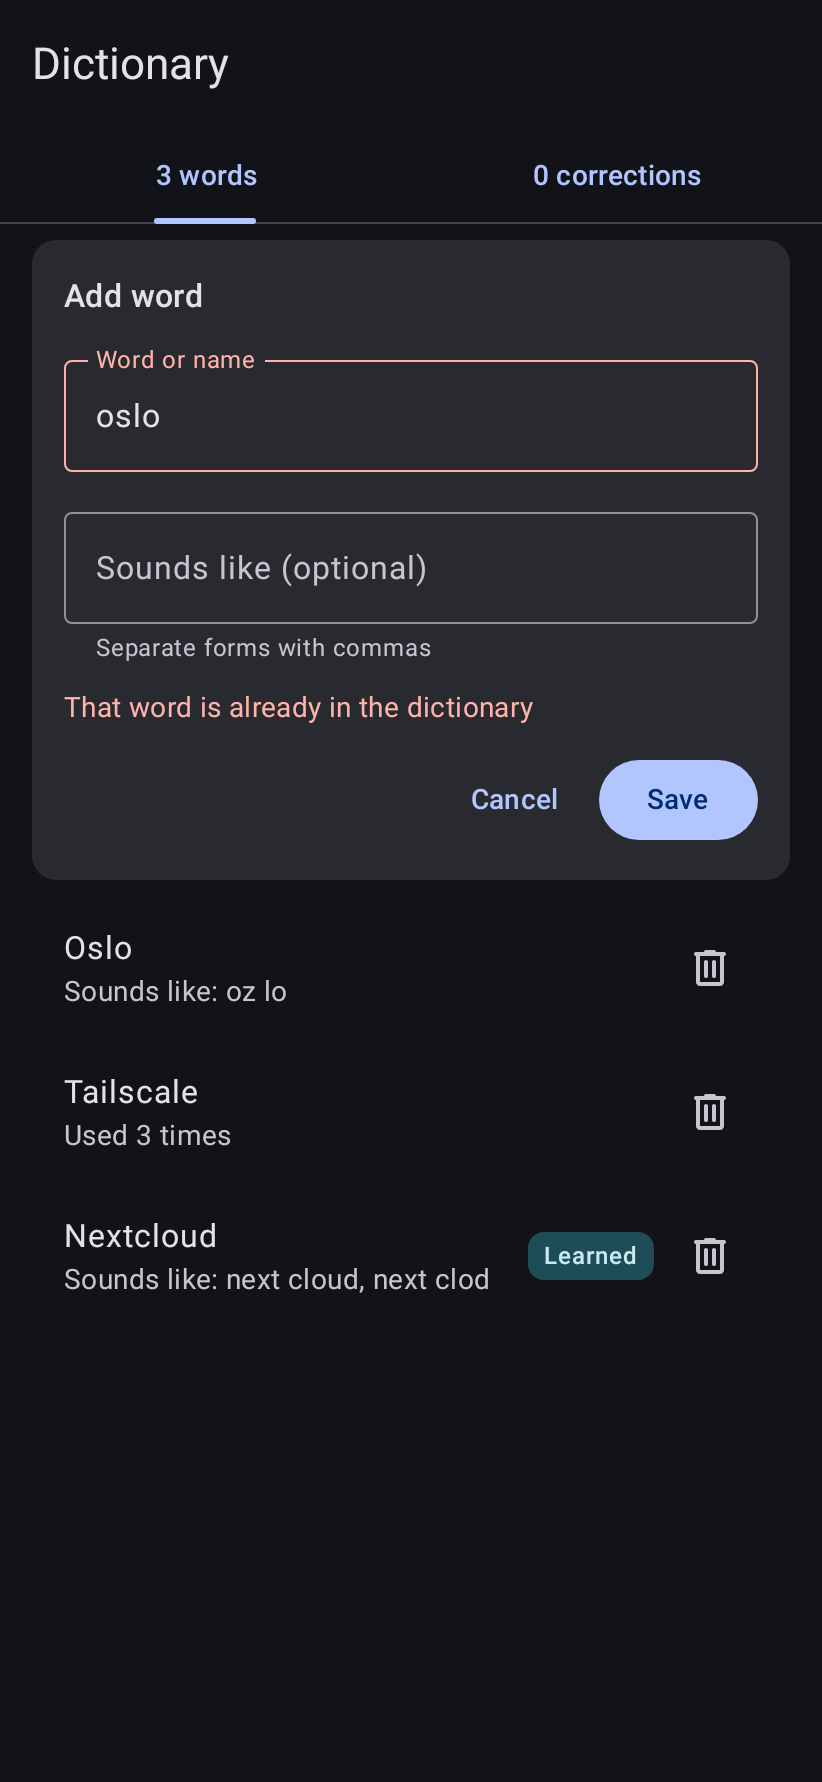 Dictionary
3 words
0 corrections
Add word
Word or name
oslo
Sounds like (optional)
Separate forms with commas
That word is already in the dictionary
Cancel
Save
Oslo
Sounds like: oz lo
Tailscale
Used 3 times
Nextcloud
Sounds like: next cloud, next clod
Learned